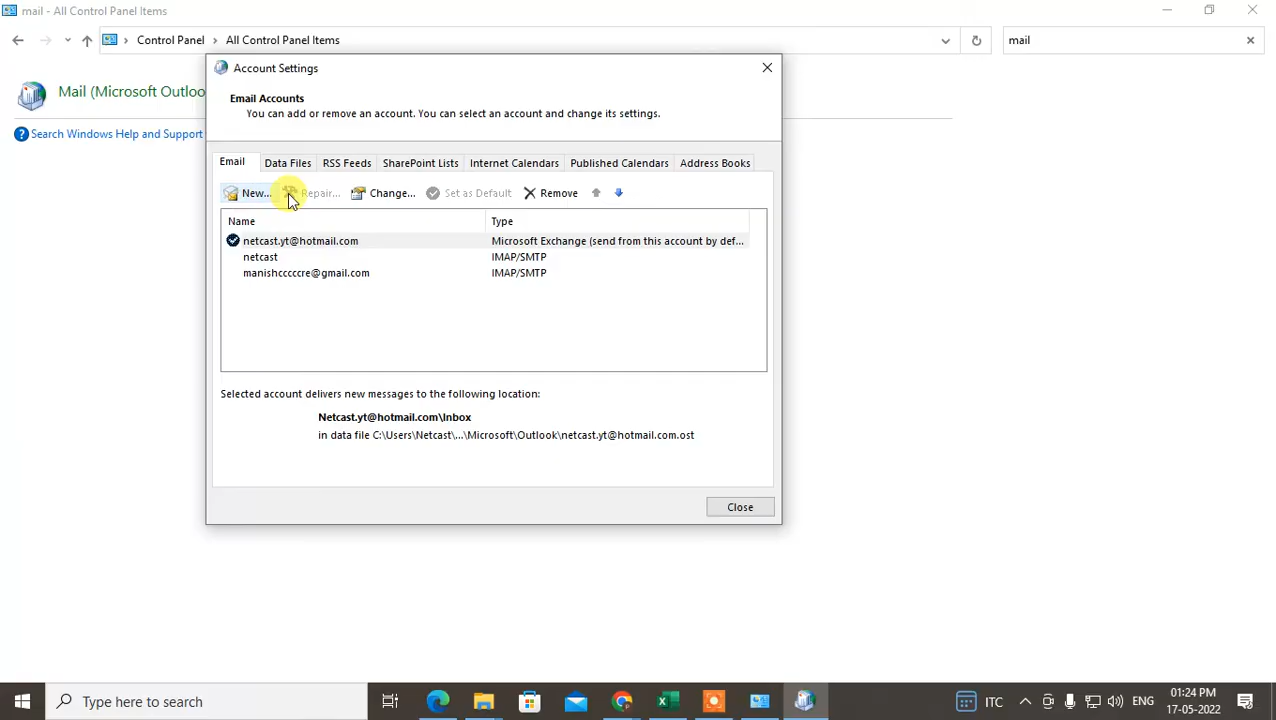 mail - All Control Panel Items
Control Panel
All Control Panel Items
mail
Mail (Microsoft Outloo
Search Windows Help and Support
Account Settings
Email Accounts
You can add or remove an account. You can select an account and change its settings.
Email Data Files RSS Feeds SharePoint Lists Internet Calendars Published Calendars Address Books
New... Repair... Change... Set as Default Remove
Name Type
netcast.yt@hotmail.com Microsoft Exchange (send from this account by def...
netcast IMAP/SMTP
manishcccccre@gmail.com IMAP/SMTP
Selected account delivers new messages to the following location:
Netcast.yt@hotmail.com\Inbox
in data file C:\Users\Netcast\...\Microsoft\Outlook\netcast.yt@hotmail.com.ost
Close
Type here to search
ITC
ENG
01:24 PM
17-05-2022